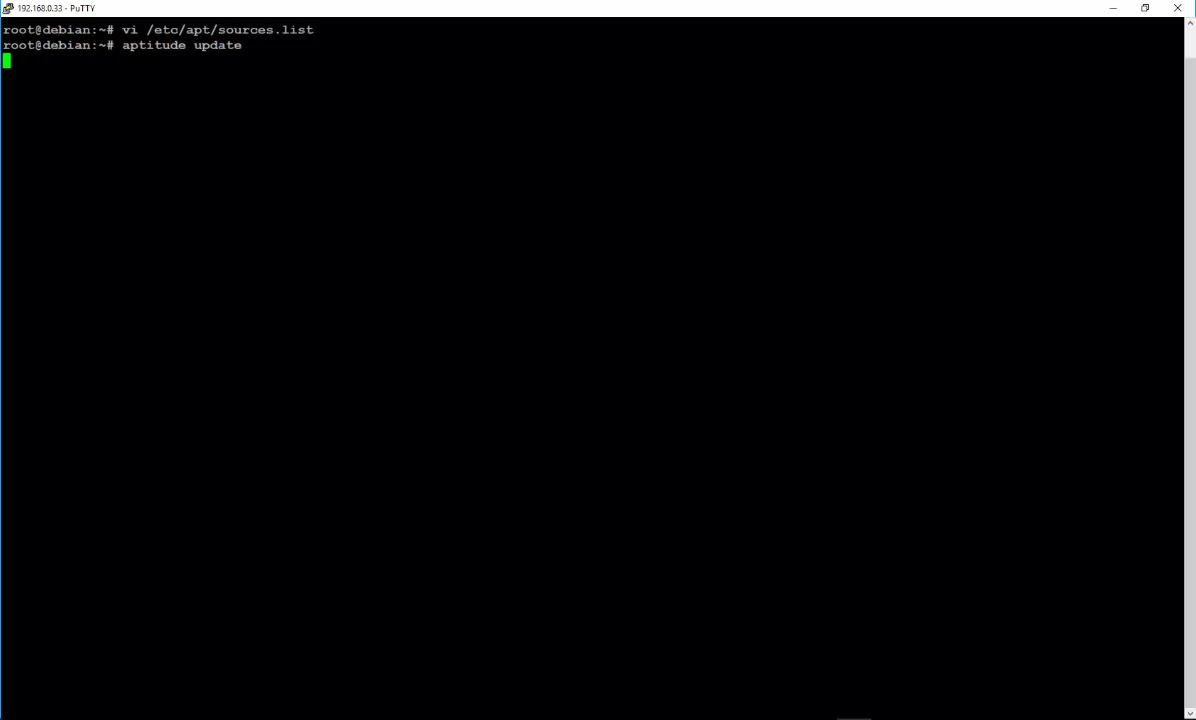 192.168.0.33 - PuTTY
root@debian:~# vi /etc/apt/sources.list
root@debian:~# aptitude update